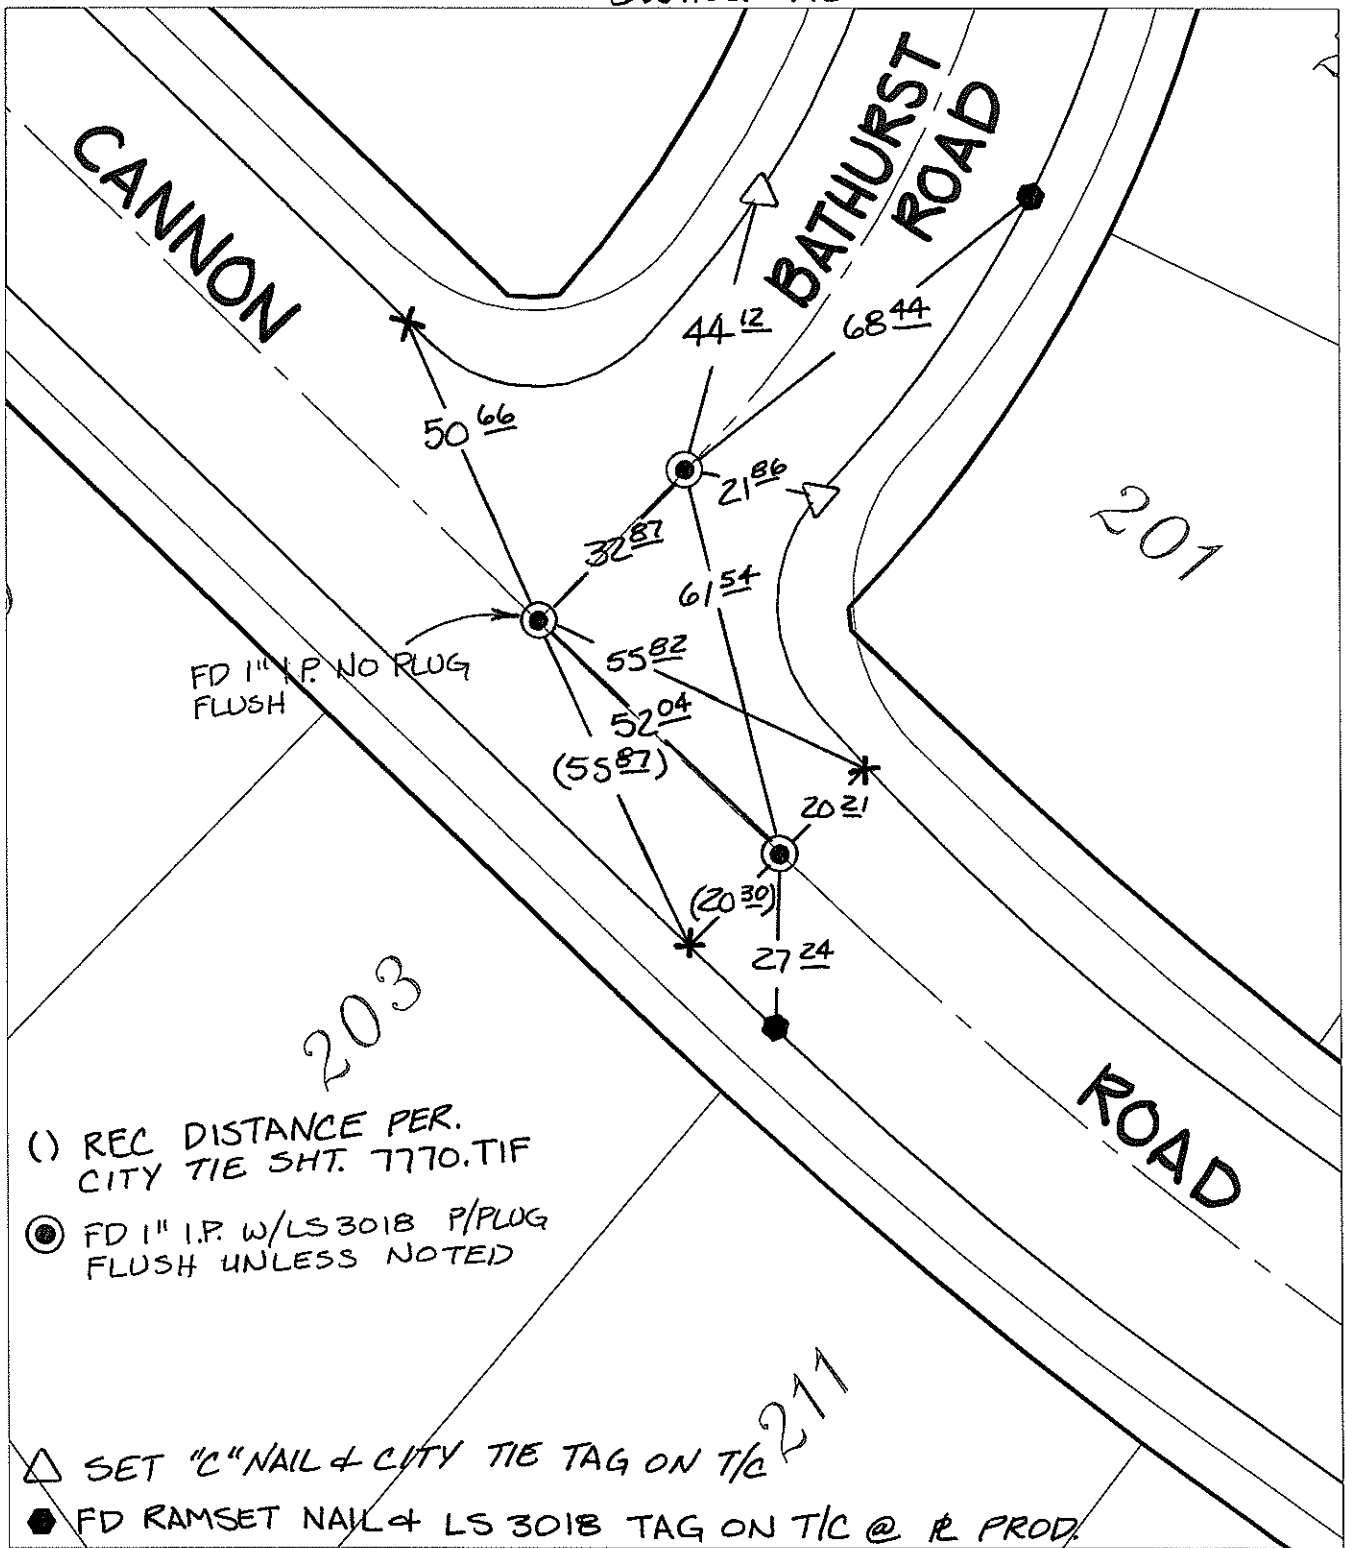 CANNON
BATHURST
ROAD
44 12
68 44
50 66
21 86
32 87
61 54
201
FD 1" I.P. NO PLUG
FLUSH
55 82
52 04
(55 87)
20 21
(20 30)
27 24
203
ROAD
() REC DISTANCE PER.
CITY TIE SHT. 7770.TIF
FD 1" I.P. W/LS 3018 P/PLUG
FLUSH UNLESS NOTED
211
SET "C" NAIL & CITY TIE TAG ON T/C
FD RAMSET NAIL & LS 3018 TAG ON T/C @ PL PROD.